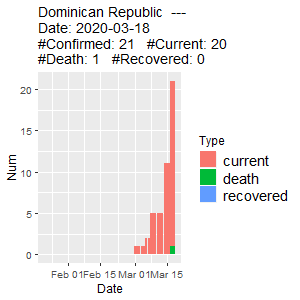 Dominican Republic  ---
Date: 2020-03-18
#Confirmed: 21   #Current: 20
#Death: 1   #Recovered: 0
Num
20
15
10
5
0
Feb 01 Feb 15 Mar 01 Mar 15
Date
Type
current
death
recovered